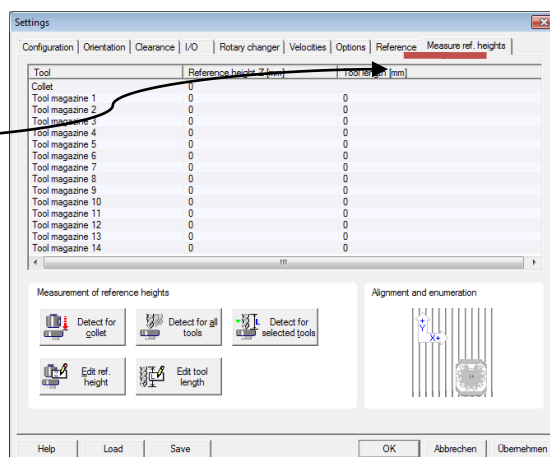 Settings
Configuration Orientation Clearance I/O Rotary changer Velocities Options Reference Measure ref. heights
Tool Reference height Z [mm] Tool length [mm]
Collet 0
Tool magazine 1 0 0
Tool magazine 2 0 0
Tool magazine 3 0 0
Tool magazine 4 0 0
Tool magazine 5 0 0
Tool magazine 6 0 0
Tool magazine 7 0 0
Tool magazine 8 0 0
Tool magazine 9 0 0
Tool magazine 10 0 0
Tool magazine 11 0 0
Tool magazine 12 0 0
Tool magazine 13 0 0
Tool magazine 14 0 0
Measurement of reference heights
Alignment and enumeration
Detect for collet
Detect for all tools
Detect for selected tools
Edit ref. height
Edit tool length
Y+
X+
Help Load Save OK Abbrechen Übernehmen